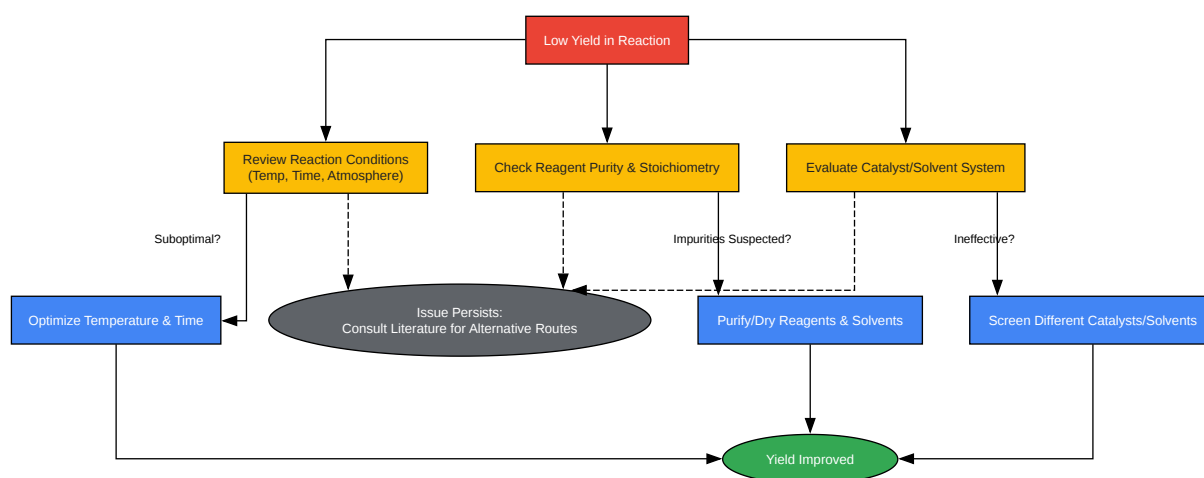 Low Yield in Reaction
Review Reaction Conditions
(Temp, Time, Atmosphere)
Check Reagent Purity & Stoichiometry
Evaluate Catalyst/Solvent System
Suboptimal?
Impurities Suspected?
Ineffective?
Optimize Temperature & Time
Issue Persists:
Consult Literature for Alternative Routes
Purify/Dry Reagents & Solvents
Screen Different Catalysts/Solvents
Yield Improved